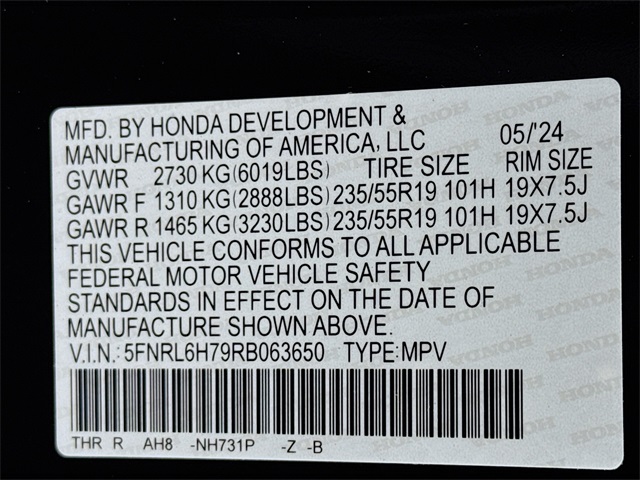 MFD. BY HONDA DEVELOPMENT &
MANUFACTURING OF AMERICA, LLC 05/'24
GVWR 2730 KG(6019LBS) TIRE SIZE RIM SIZE
GAWR F 1310 KG(2888LBS) 235/55R19 101H 19X7.5J
GAWR R 1465 KG(3230LBS) 235/55R19 101H 19X7.5J
THIS VEHICLE CONFORMS TO ALL APPLICABLE
FEDERAL MOTOR VEHICLE SAFETY
STANDARDS IN EFFECT ON THE DATE OF
MANUFACTURE SHOWN ABOVE.
V.I.N.: 5FNRL6H79RB063650 TYPE:MPV
THR R AH8 -NH731P -Z -B